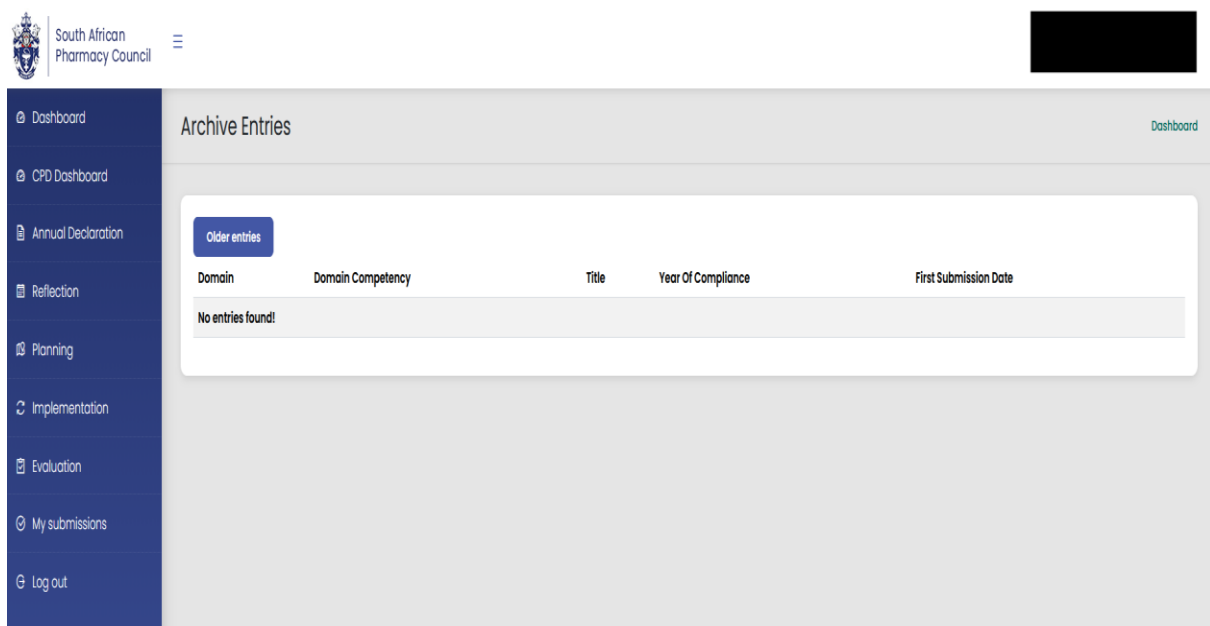 South African
Pharmacy Council
Dashboard
CPD Dashboard
Annual Declaration
Reflection
Planning
Implementation
Evaluation
My submissions
Log out
Archive Entries
Dashboard
Older entries
Domain Domain Competency Title Year Of Compliance First Submission Date
No entries found!